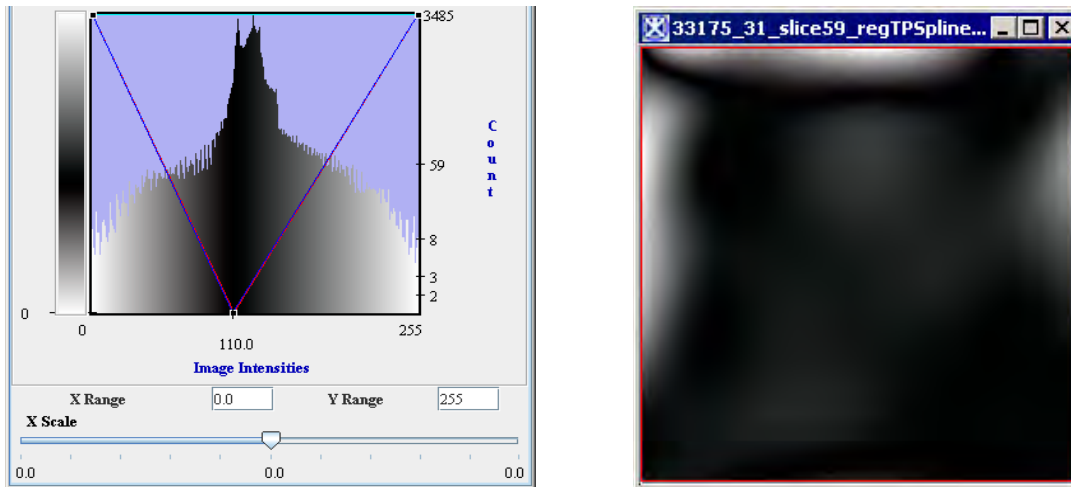 3485
Count
59
8
3
2
0
0
255
110.0
Image Intensities
X Range
0.0
Y Range
255
X Scale
0.0
0.0
0.0
33175_31_slice59_regTPSpline...